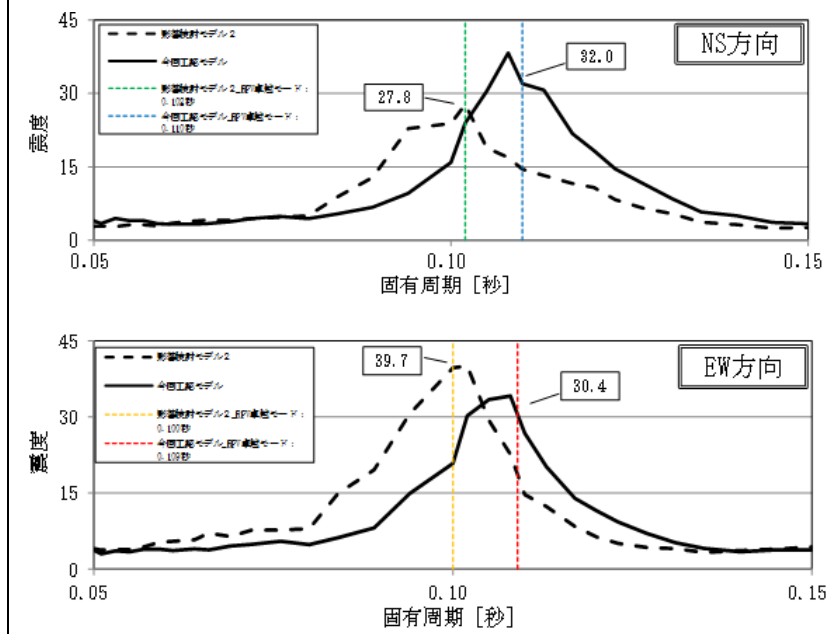 45
30
15
0
震度
影響検討モデル2
今回工認モデル
影響検討モデル2_RPV卓越モード：
0.102秒
今回工認モデル_RPV卓越モード：
0.110秒
27.8
32.0
NS方向
0.05
0.10
0.15
固有周期 [秒]
45
30
15
0
震度
影響検討モデル2
今回工認モデル
影響検討モデル2_RPV卓越モード：
0.100秒
今回工認モデル_RPV卓越モード：
0.109秒
39.7
30.4
EW方向
0.05
0.10
0.15
固有周期 [秒]